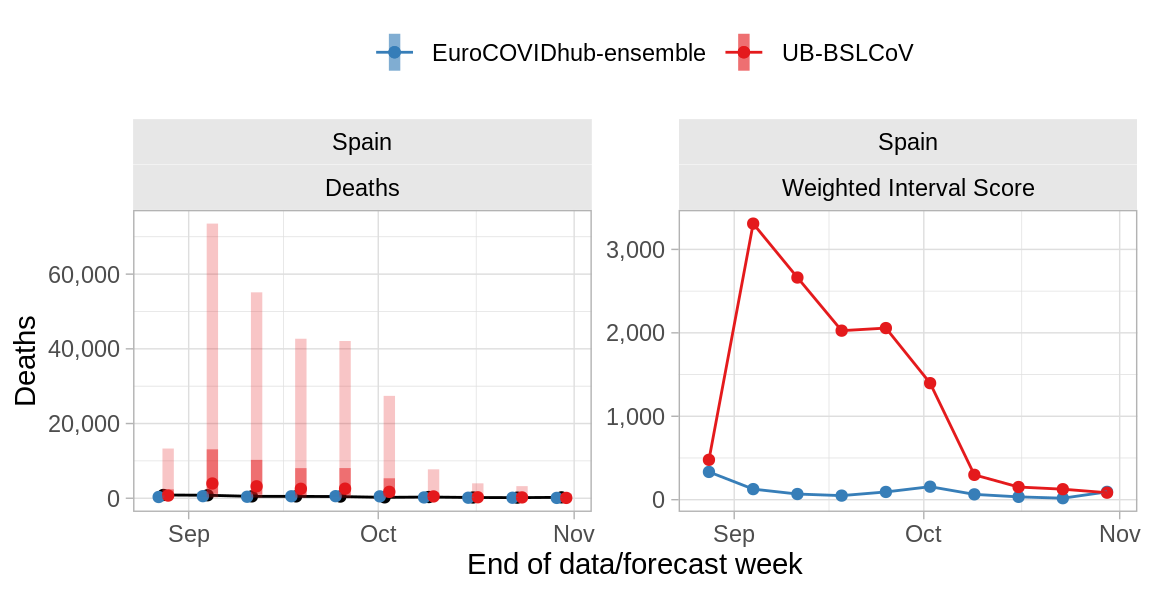 EuroCOVIDhub-ensemble UB-BSLCoV
Spain
Deaths
60,000
40,000
20,000
0
Deaths
Sep Oct Nov
Spain
Weighted Interval Score
3,000
2,000
1,000
0
Sep Oct Nov
End of data/forecast week